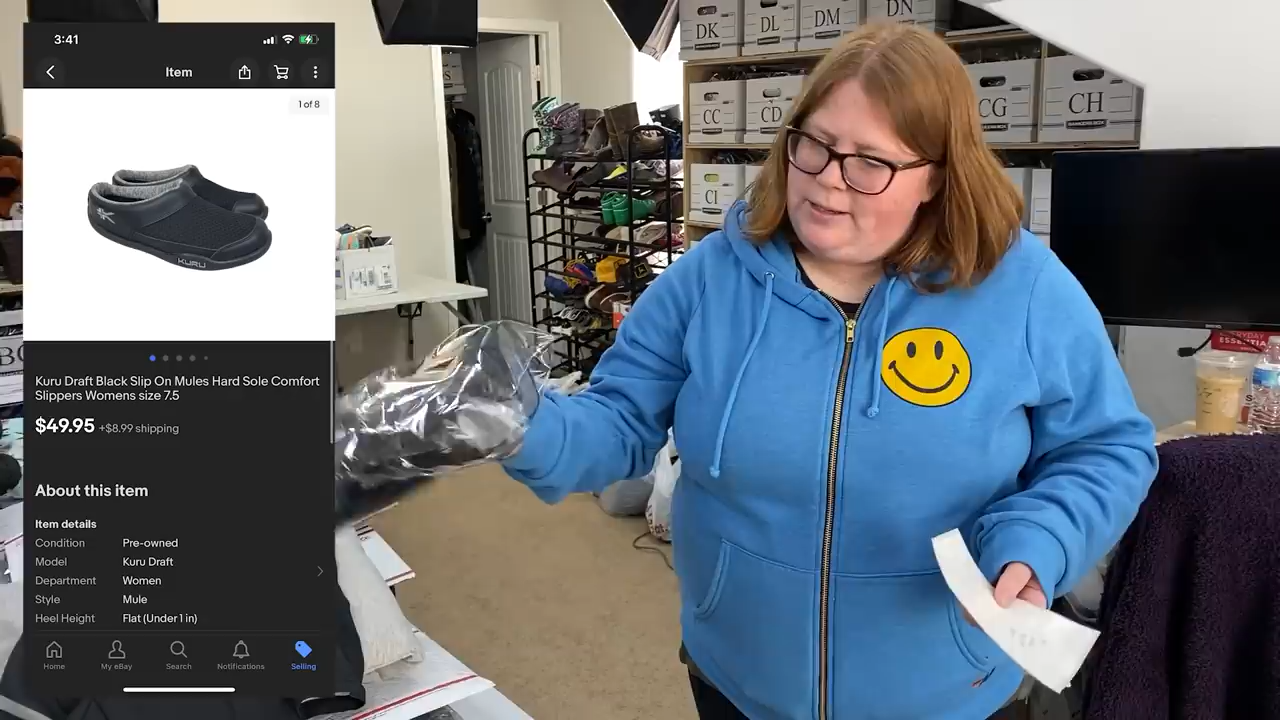 3:41
Item
1 of 8
KURU
Kuru Draft Black Slip On Mules Hard Sole Comfort
Slippers Womens size 7.5
$49.95 +$8.99 shipping
About this item
Item details
Condition Pre-owned
Model Kuru Draft
Department Women
Style Mule
Heel Height Flat (Under 1 in)
Home My eBay Search Notifications Selling
DK DL DM DN
CC CD CG CH
CI
EVERYDAY
ESSENTIALS